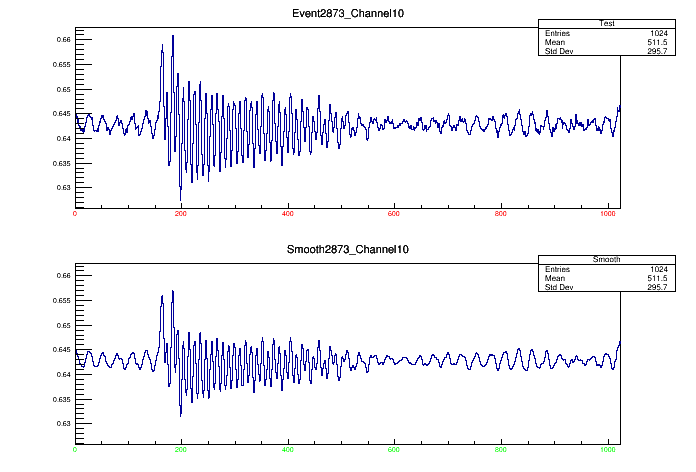 Event2873_Channel10
Test
Entries 1024
Mean 511.5
Std Dev 295.7
0.66
0.655
0.65
0.645
0.64
0.635
0.63
0 200 400 600 800 1000
Smooth2873_Channel10
Smooth
Entries 1024
Mean 511.5
Std Dev 295.7
0.66
0.655
0.65
0.645
0.64
0.635
0.63
0 200 400 600 800 1000